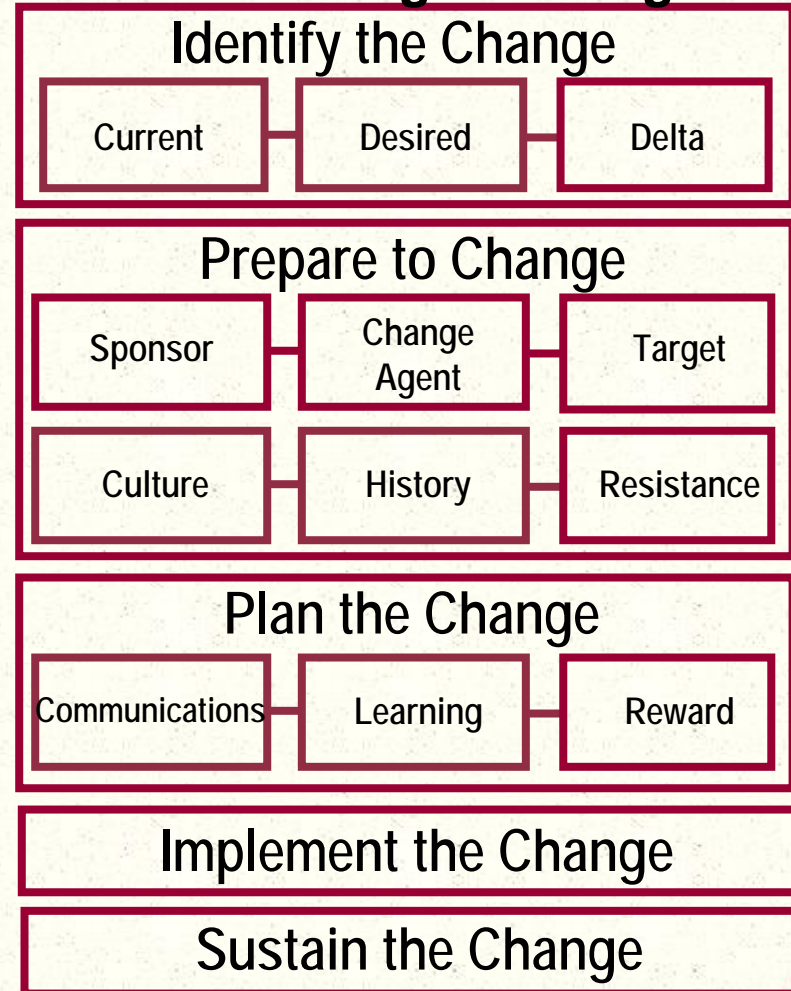 Identify the Change
Current Desired Delta
Prepare to Change
Sponsor Change Agent Target
Culture History Resistance
Plan the Change
Communications Learning Reward
Implement the Change
Sustain the Change